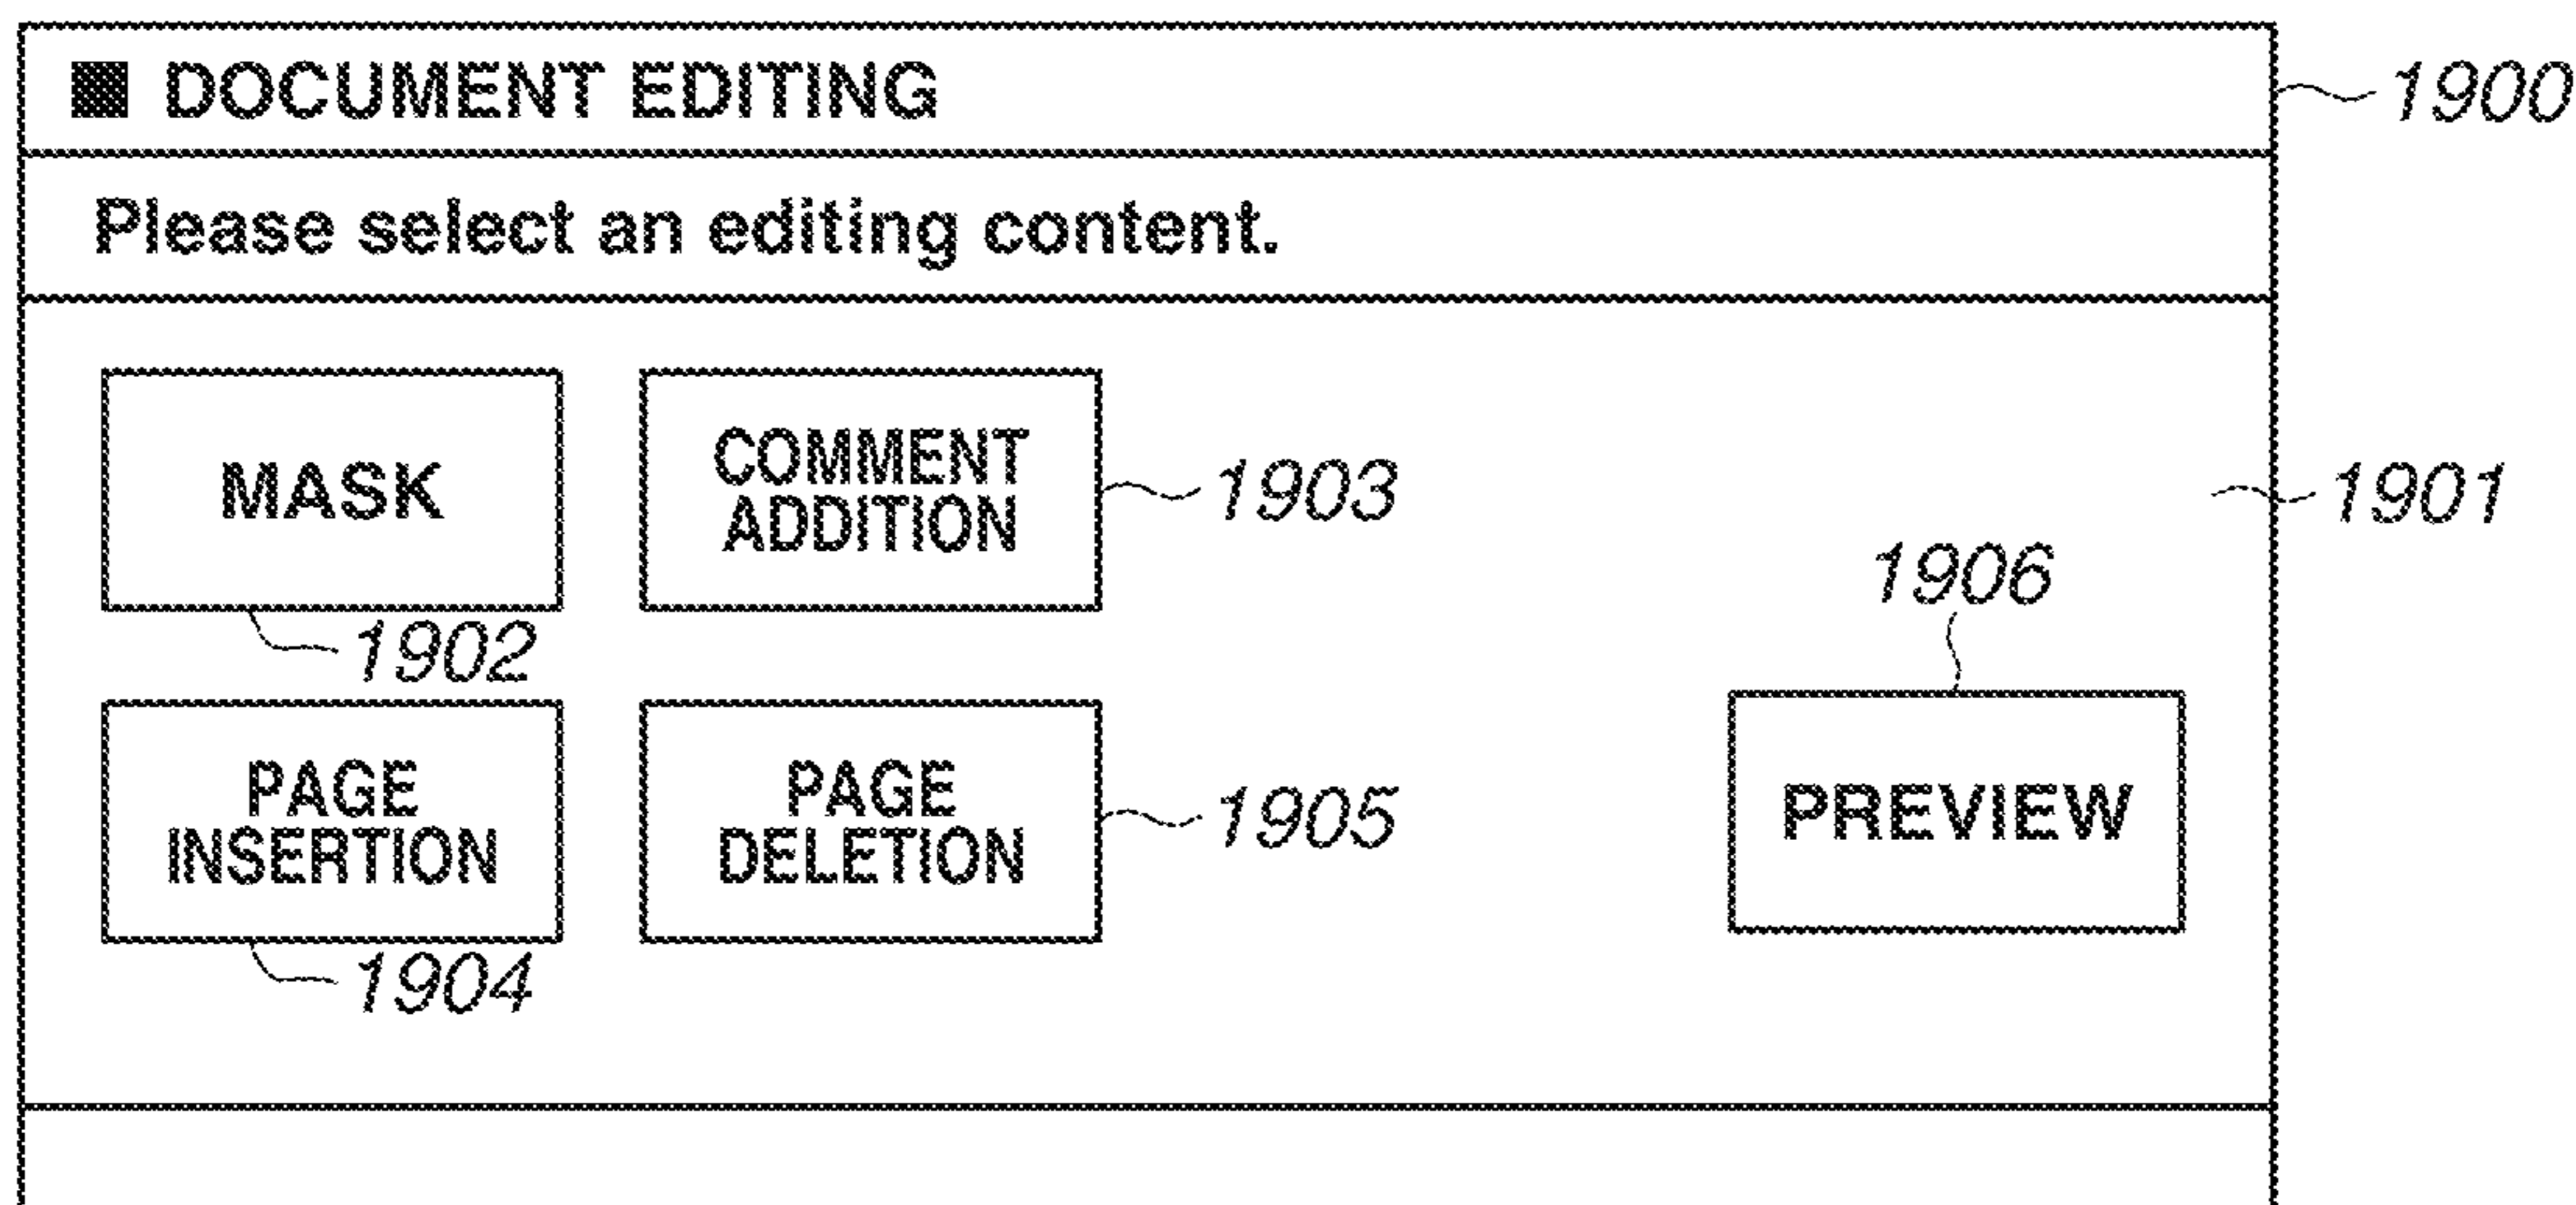 ■ DOCUMENT EDITING
1900
Please select an editing content.
MASK
COMMENT
ADDITION
1903
1901
1902
1906
PAGE
INSERTION
PAGE
DELETION
1905
PREVIEW
1904